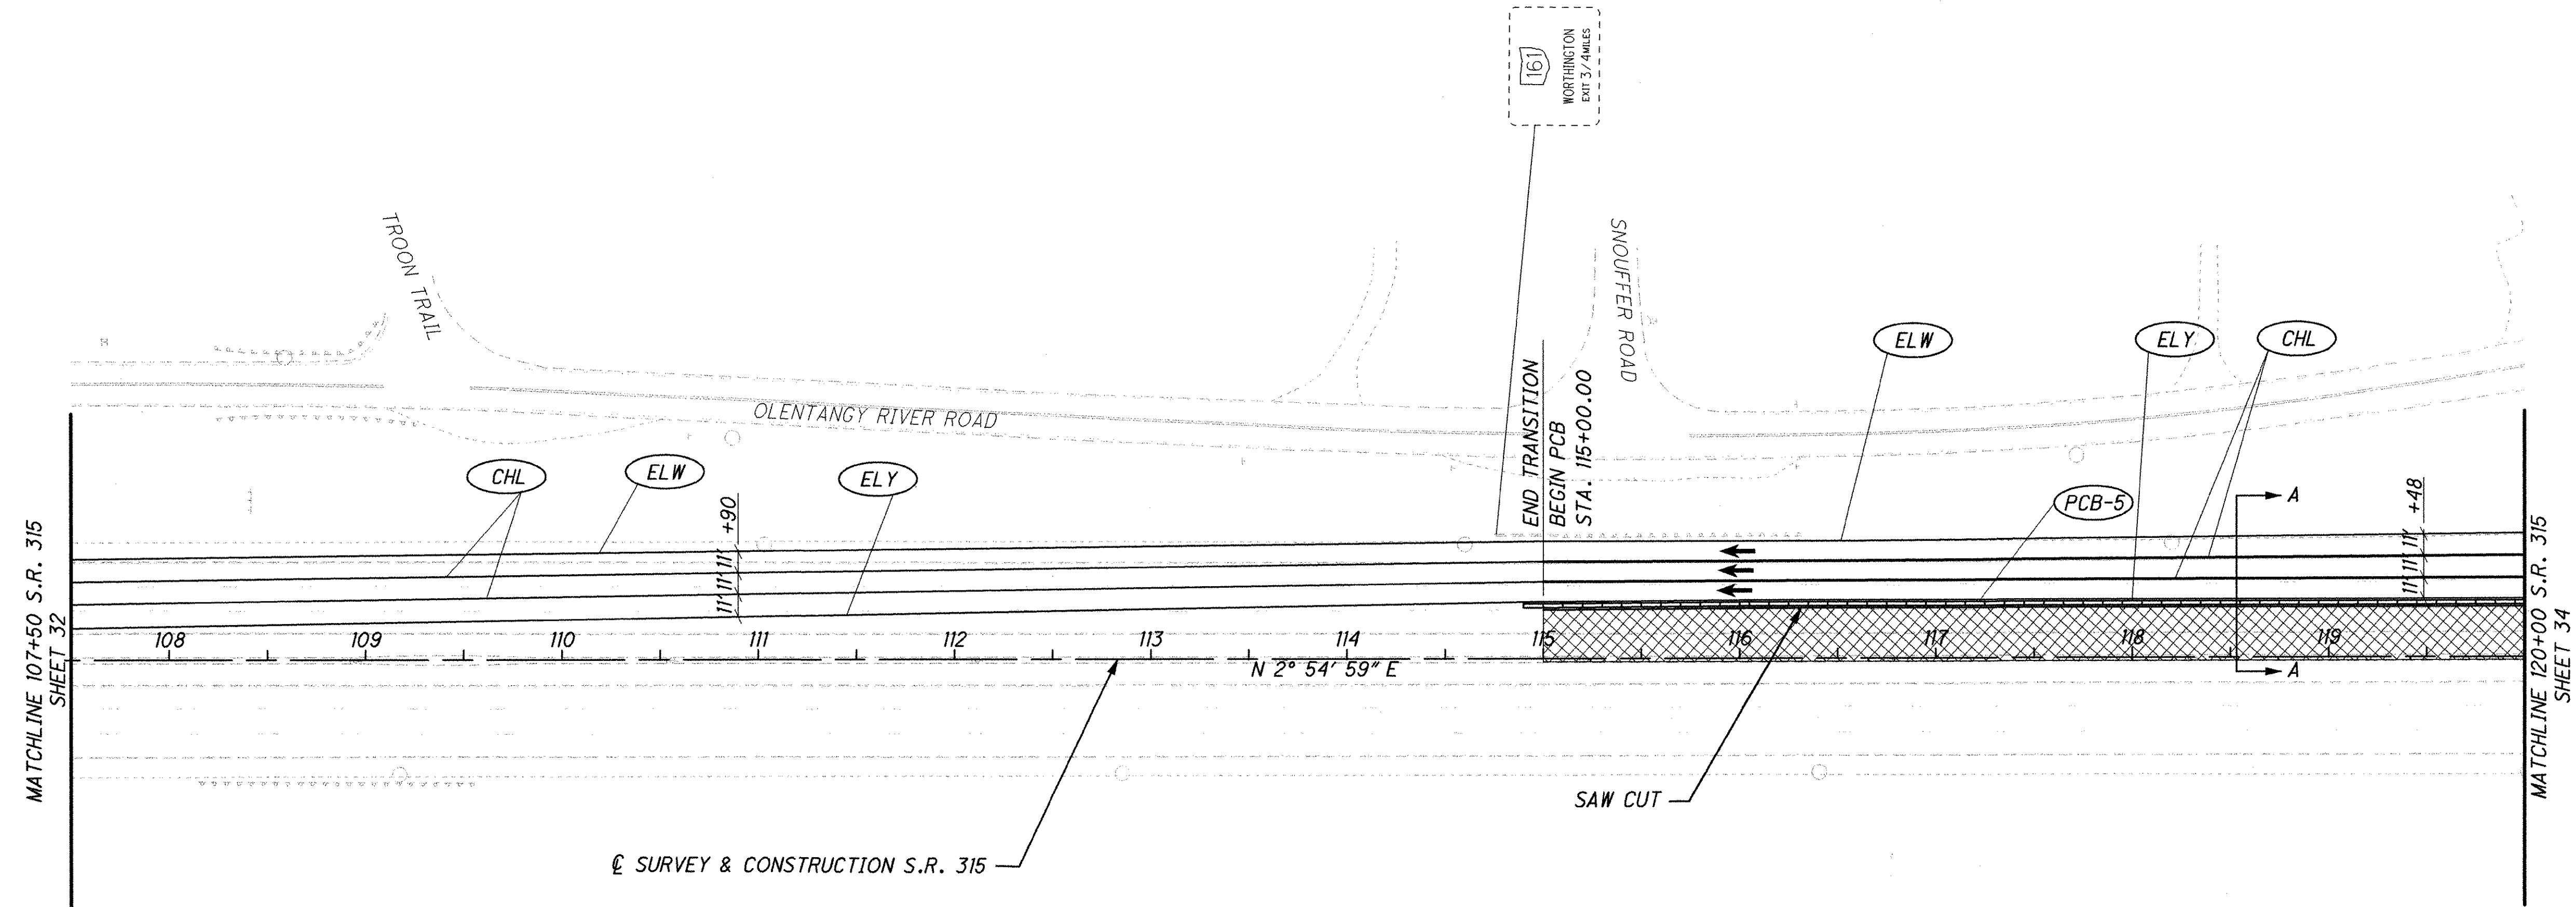 161
WORTHINGTON
EXIT 3/4 MILES
TROON TRAIL
SNOUFFER ROAD
OLENTANGY RIVER ROAD
END TRANSITION
BEGIN PCB
STA. 115+00.00
ELW
ELY
CHL
CHL
ELW
ELY
PCB-5
A
+90
+48
11' 11' 11'
11' 11' 11'
MATCHLINE 107+50 S.R. 315
SHEET 32
MATCHLINE 120+00 S.R. 315
SHEET 34
108 109 110 111 112 113 114 115 116 117 118 119
N 2° 54' 59" E
A
SAW CUT
℄ SURVEY & CONSTRUCTION S.R. 315